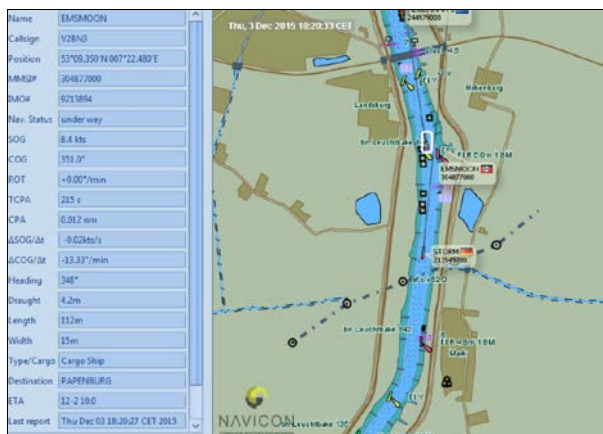 Name EMSMOON
Callsign V2BN3
Position 53°09.350'N 007°22.480'E
MMSI# 304877000
IMO# 9213894
Nav. Status under way
SOG 8.4 kts
COG 351.0°
ROT +0.00°/min
TCPA 215 s
CPA 0.012 nm
ΔSOG/Δt -0.02kts/s
ΔCOG/Δt -13.33°/min
Heading 348°
Draught 4.2m
Length 112m
Width 15m
Type/Cargo Cargo Ship
Destination PAPENBURG
ETA 12-2 10:0
Last report Thu Dec 03 18:20:27 CET 2015
Thu, 3 Dec 2015 18:20:33 CET
244979000
Landsburg
EMSMOON
304877000
STORM
Mark
NAVICON